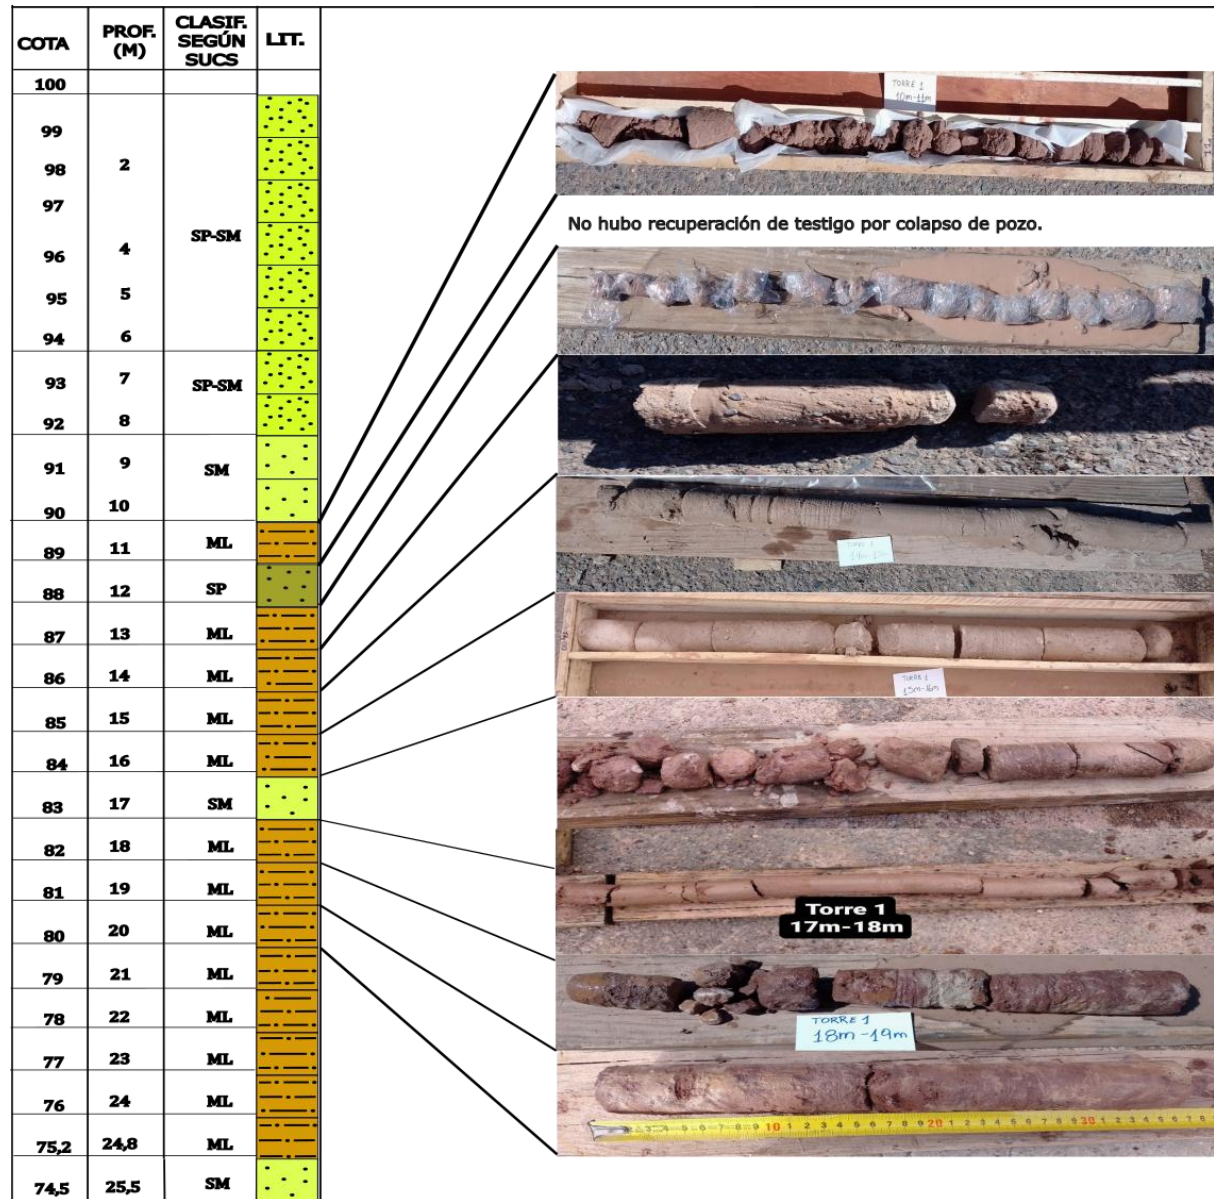 COTA PROF. (M) CLASIF. SEGÚN SUCS LIT.
100
99
98 2
97
SP-SM
96 4
95 5
94 6
93 7 SP-SM
92 8
91 9 SM
90 10
89 11 ML
88 12 SP
87 13 ML
86 14 ML
85 15 ML
84 16 ML
83 17 SM
82 18 ML
81 19 ML
80 20 ML
79 21 ML
78 22 ML
77 23 ML
76 24 ML
75,2 24,8 ML
74,5 25,5 SM
TORRE 1
10m-11m
No hubo recuperación de testigo por colapso de pozo.
TORRE 1
14m-15m
TORRE 1
15m-16m
Torre 1
17m-18m
TORRE 1
18m-19m
10 20 30